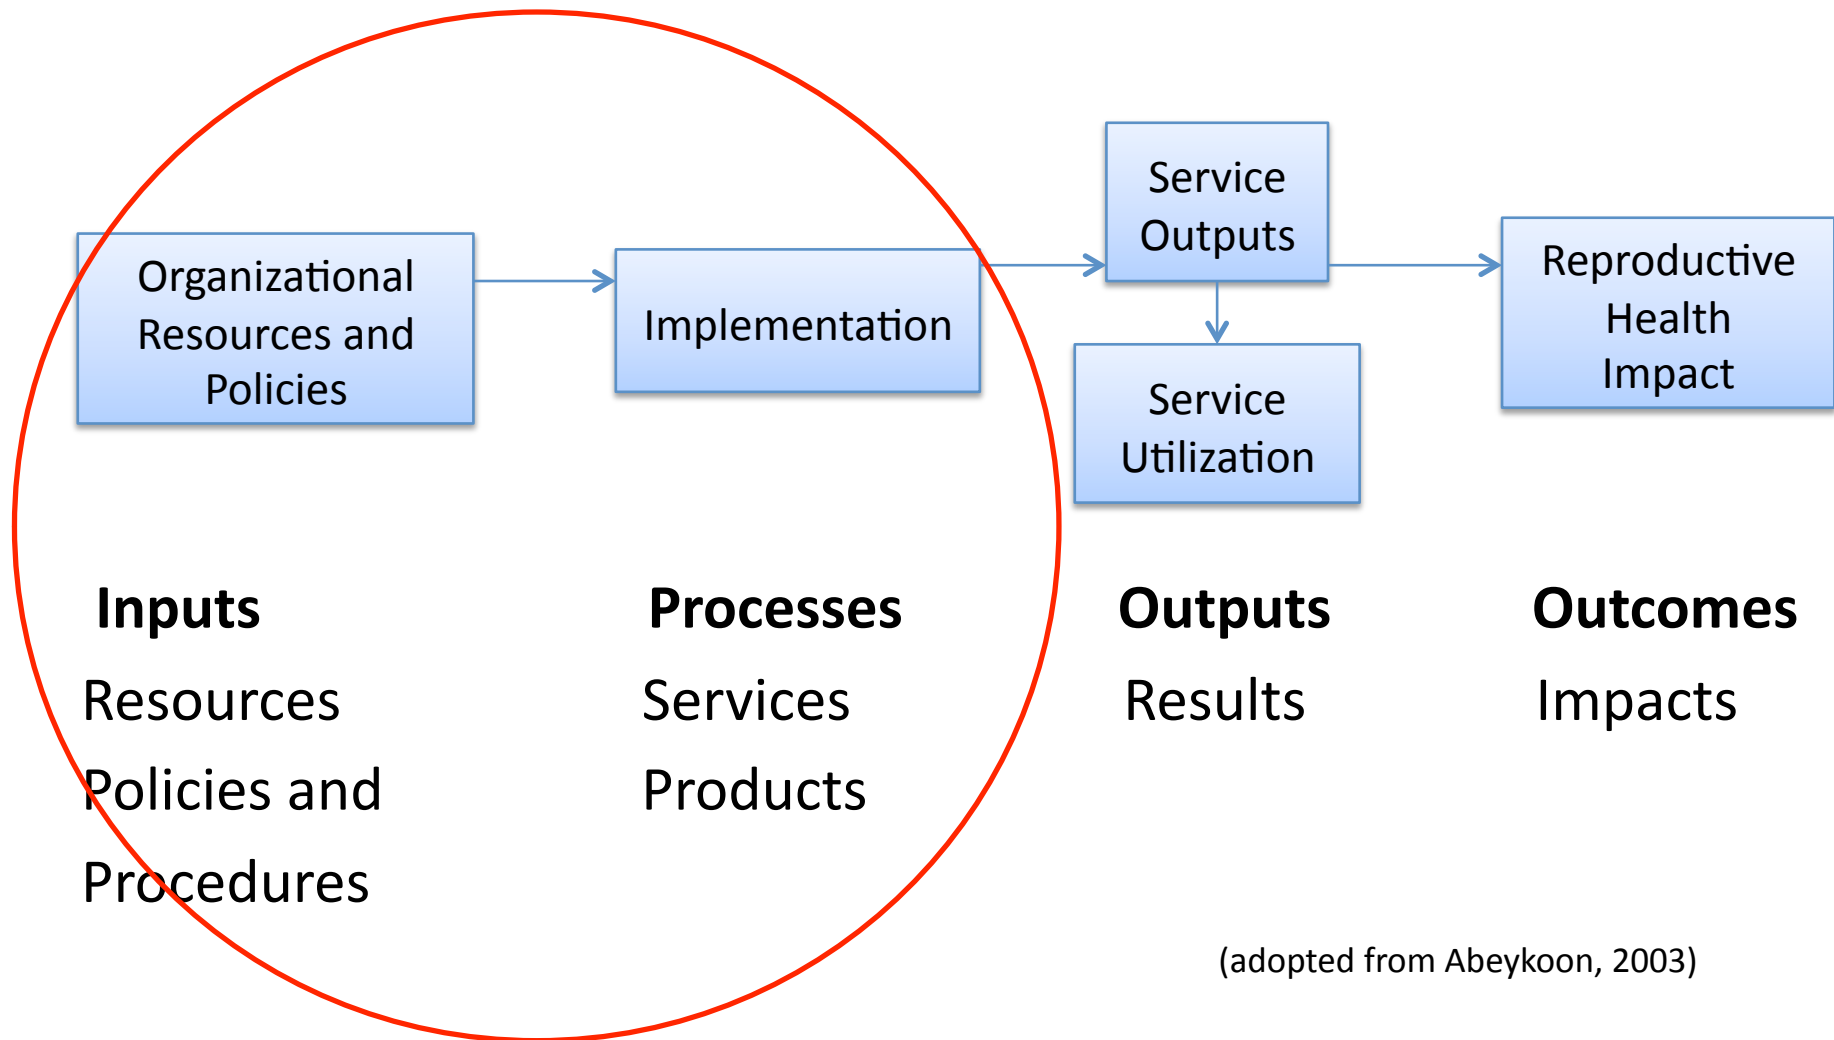 Organizational
Resources and
Policies
Implementation
Service
Outputs
Service
Utilization
Reproductive
Health
Impact
Inputs
Resources
Policies and
Procedures
Processes
Services
Products
Outputs
Results
Outcomes
Impacts
(adopted from Abeykoon, 2003)